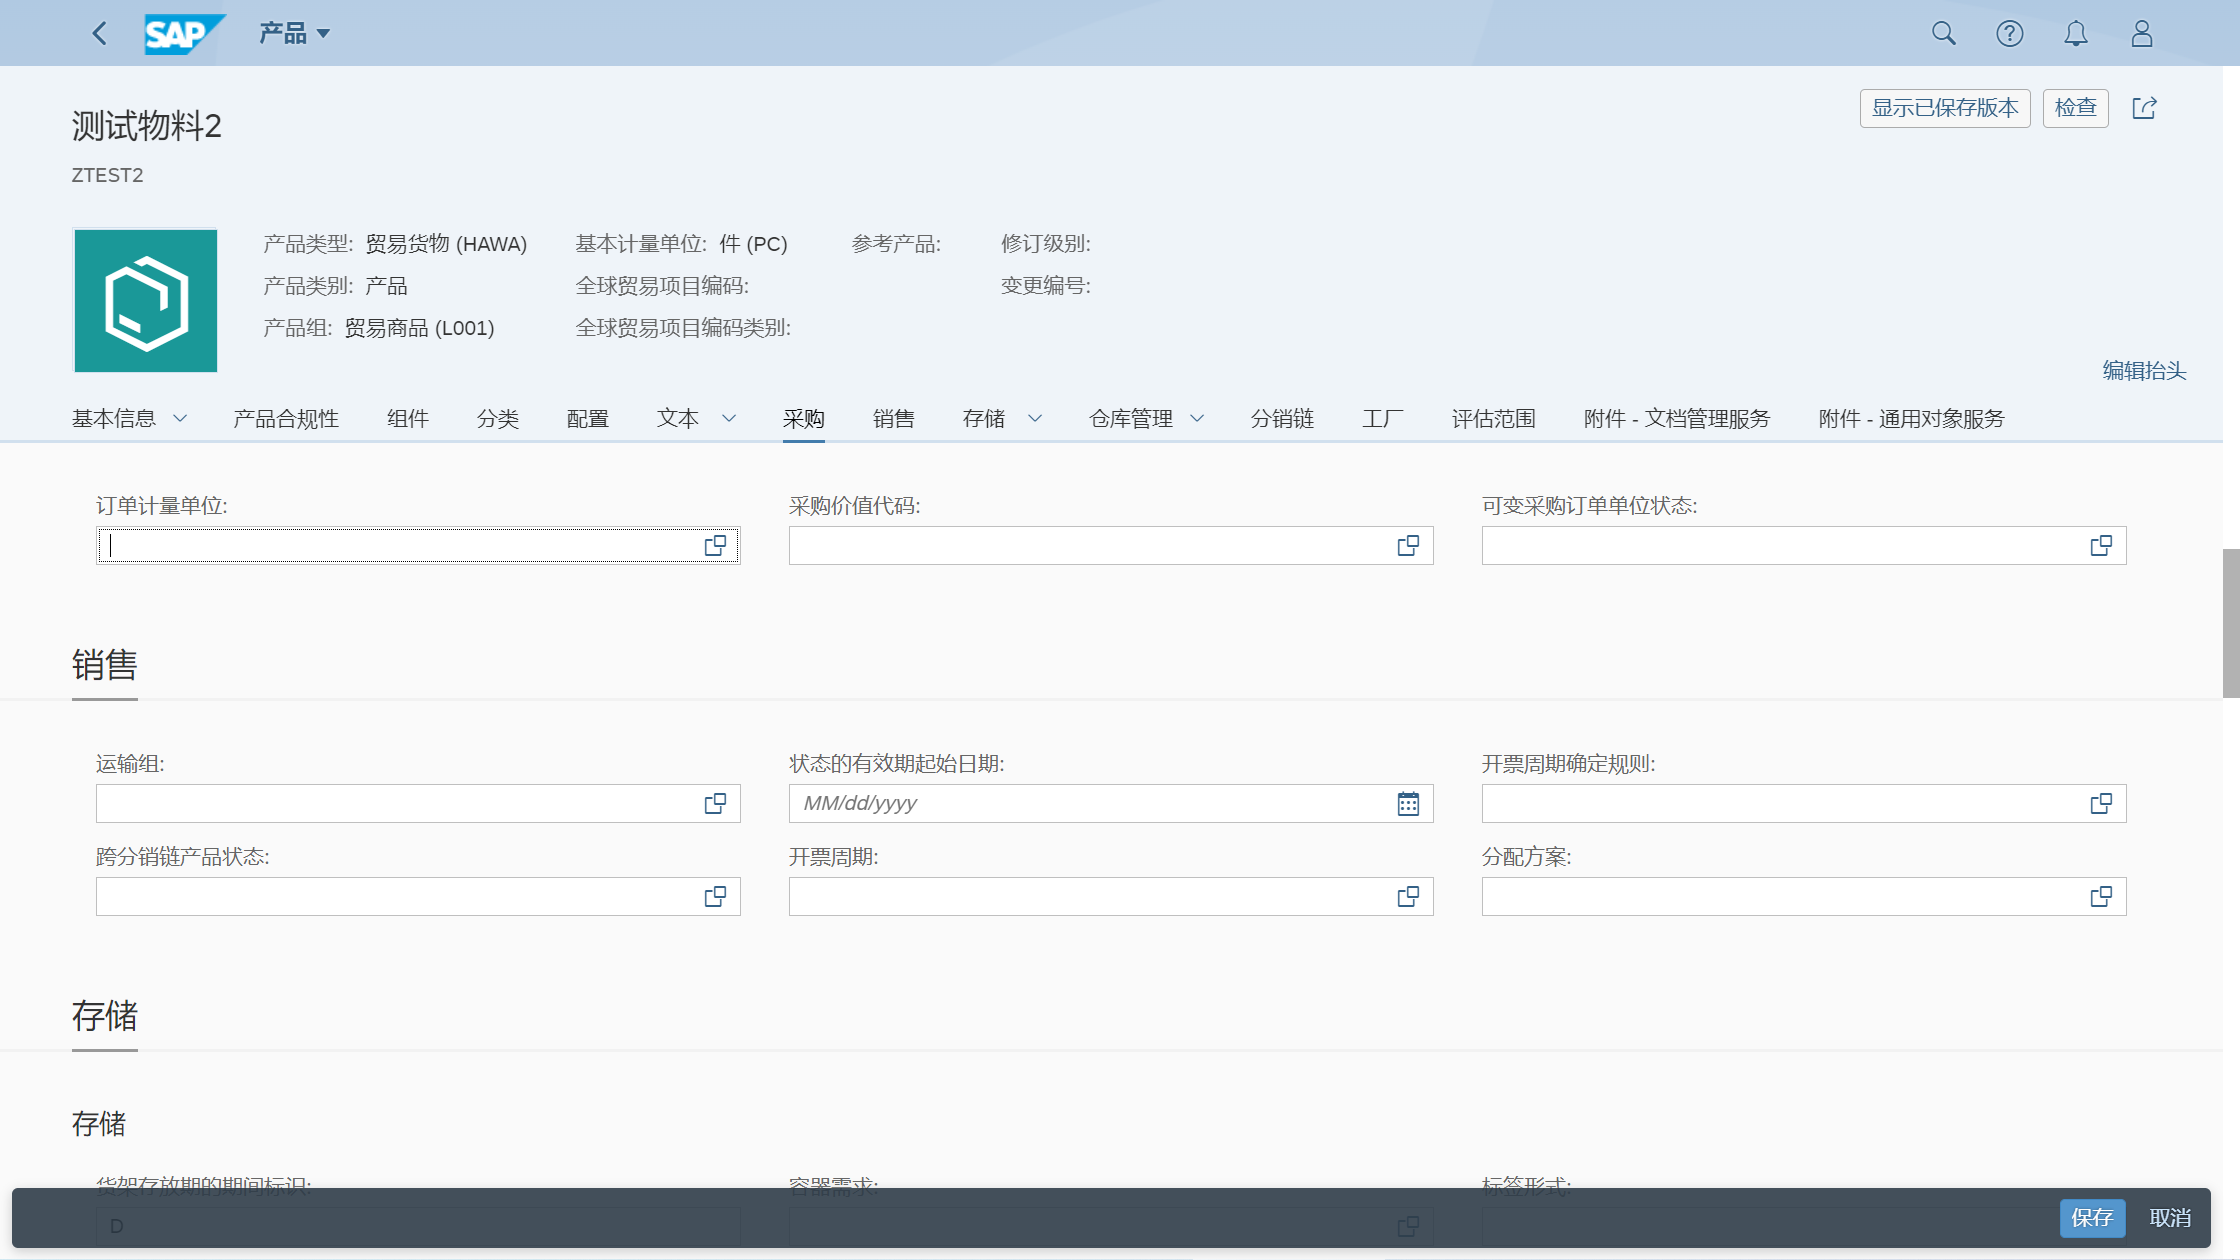 SAP 产品
测试物料2
显示已保存版本 检查
ZTEST2
产品类型: 贸易货物 (HAWA) 基本计量单位: 件 (PC) 参考产品: 修订级别:
产品类别: 产品 全球贸易项目编码: 变更编号:
产品组: 贸易商品 (L001) 全球贸易项目编码类别:
编辑抬头
基本信息 产品合规性 组件 分类 配置 文本 采购 销售 存储 仓库管理 分销链 工厂 评估范围 附件 - 文档管理服务 附件 - 通用对象服务
订单计量单位: 采购价值代码: 可变采购订单单位状态:
销售
运输组: 状态的有效期起始日期: 开票周期确定规则:
MM/dd/yyyy
跨分销链产品状态: 开票周期: 分配方案:
存储
存储
货架存放期的期间标识: 容器需求: 标签形式:
D
保存 取消